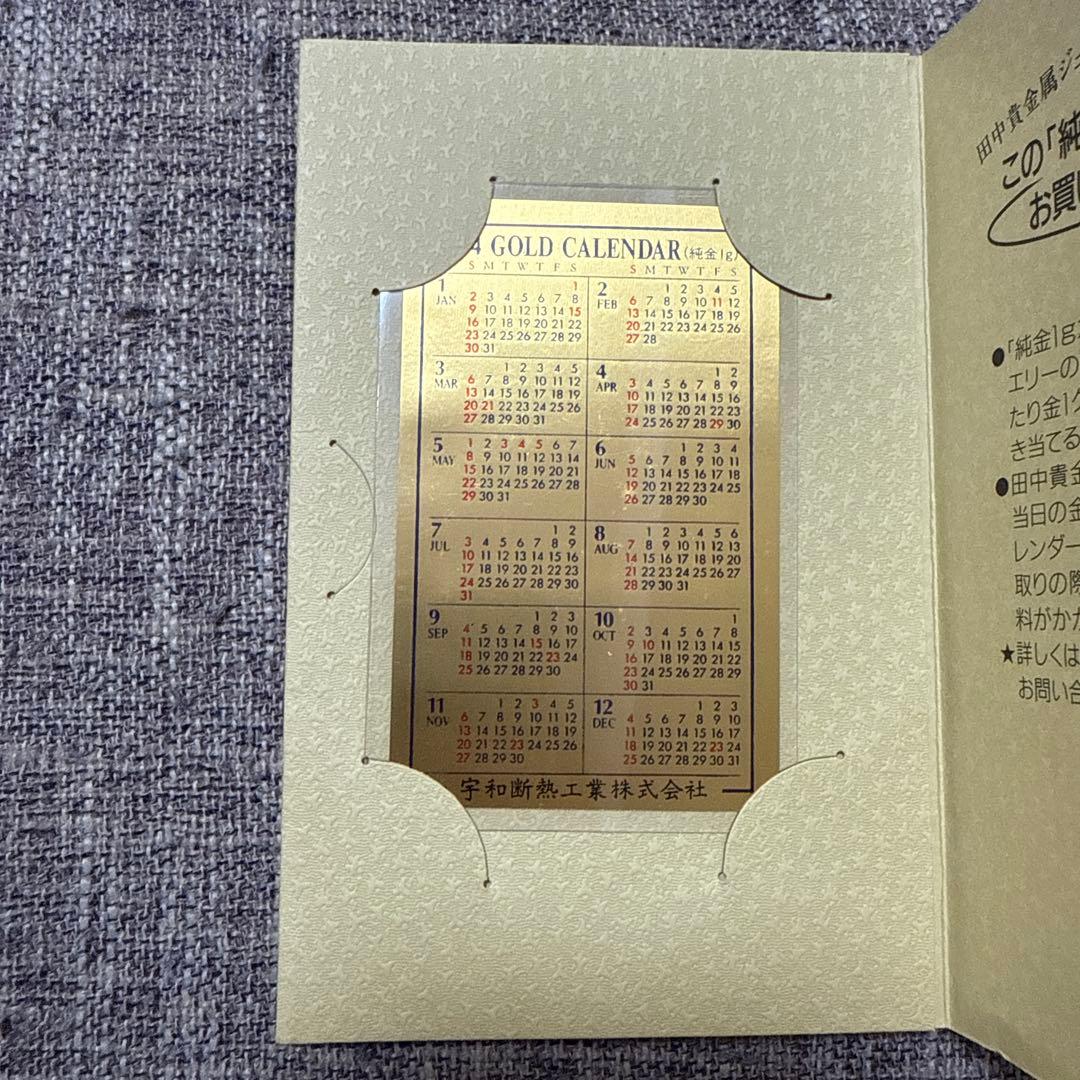 4 GOLD CALENDAR(純金1g)
S M T W T F S
S M T W T F S
1
JAN
1
2 3 4 5 6 7 8
9 10 11 12 13 14 15
16 17 18 19 20 21 22
23 24 25 26 27 28 29
30 31
2
FEB
1 2 3 4 5
6 7 8 9 10 11 12
13 14 15 16 17 18 19
20 21 22 23 24 25 26
27 28
3
MAR
1 2 3 4 5
6 7 8 9 10 11 12
13 14 15 16 17 18 19
20 21 22 23 24 25 26
27 28 29 30 31
4
APR
1 2
3 4 5 6 7 8 9
10 11 12 13 14 15 16
17 18 19 20 21 22 23
24 25 26 27 28 29 30
5
MAY
1 2 3 4 5 6 7
8 9 10 11 12 13 14
15 16 17 18 19 20 21
22 23 24 25 26 27 28
29 30 31
6
JUN
1 2 3 4
5 6 7 8 9 10 11
12 13 14 15 16 17 18
19 20 21 22 23 24 25
26 27 28 29 30
7
JUL
1 2
3 4 5 6 7 8 9
10 11 12 13 14 15 16
17 18 19 20 21 22 23
24 25 26 27 28 29 30
31
8
AUG
1 2 3 4 5 6
7 8 9 10 11 12 13
14 15 16 17 18 19 20
21 22 23 24 25 26 27
28 29 30 31
9
SEP
1 2 3
4 5 6 7 8 9 10
11 12 13 14 15 16 17
18 19 20 21 22 23 24
25 26 27 28 29 30
10
OCT
1
2 3 4 5 6 7 8
9 10 11 12 13 14 15
16 17 18 19 20 21 22
23 24 25 26 27 28 29
30 31
11
NOV
1 2 3 4 5
6 7 8 9 10 11 12
13 14 15 16 17 18 19
20 21 22 23 24 25 26
27 28 29 30
12
DEC
1 2 3
4 5 6 7 8 9 10
11 12 13 14 15 16 17
18 19 20 21 22 23 24
25 26 27 28 29 30 31
宇和断熱工業株式会社
田中貴金属ジュ
この「純
お買
●「純金1g
エリーの
たり金1グ
き当てる
●田中貴金
当日の金
レンダー
取りの際
料がかか
★詳しくは
お問い合